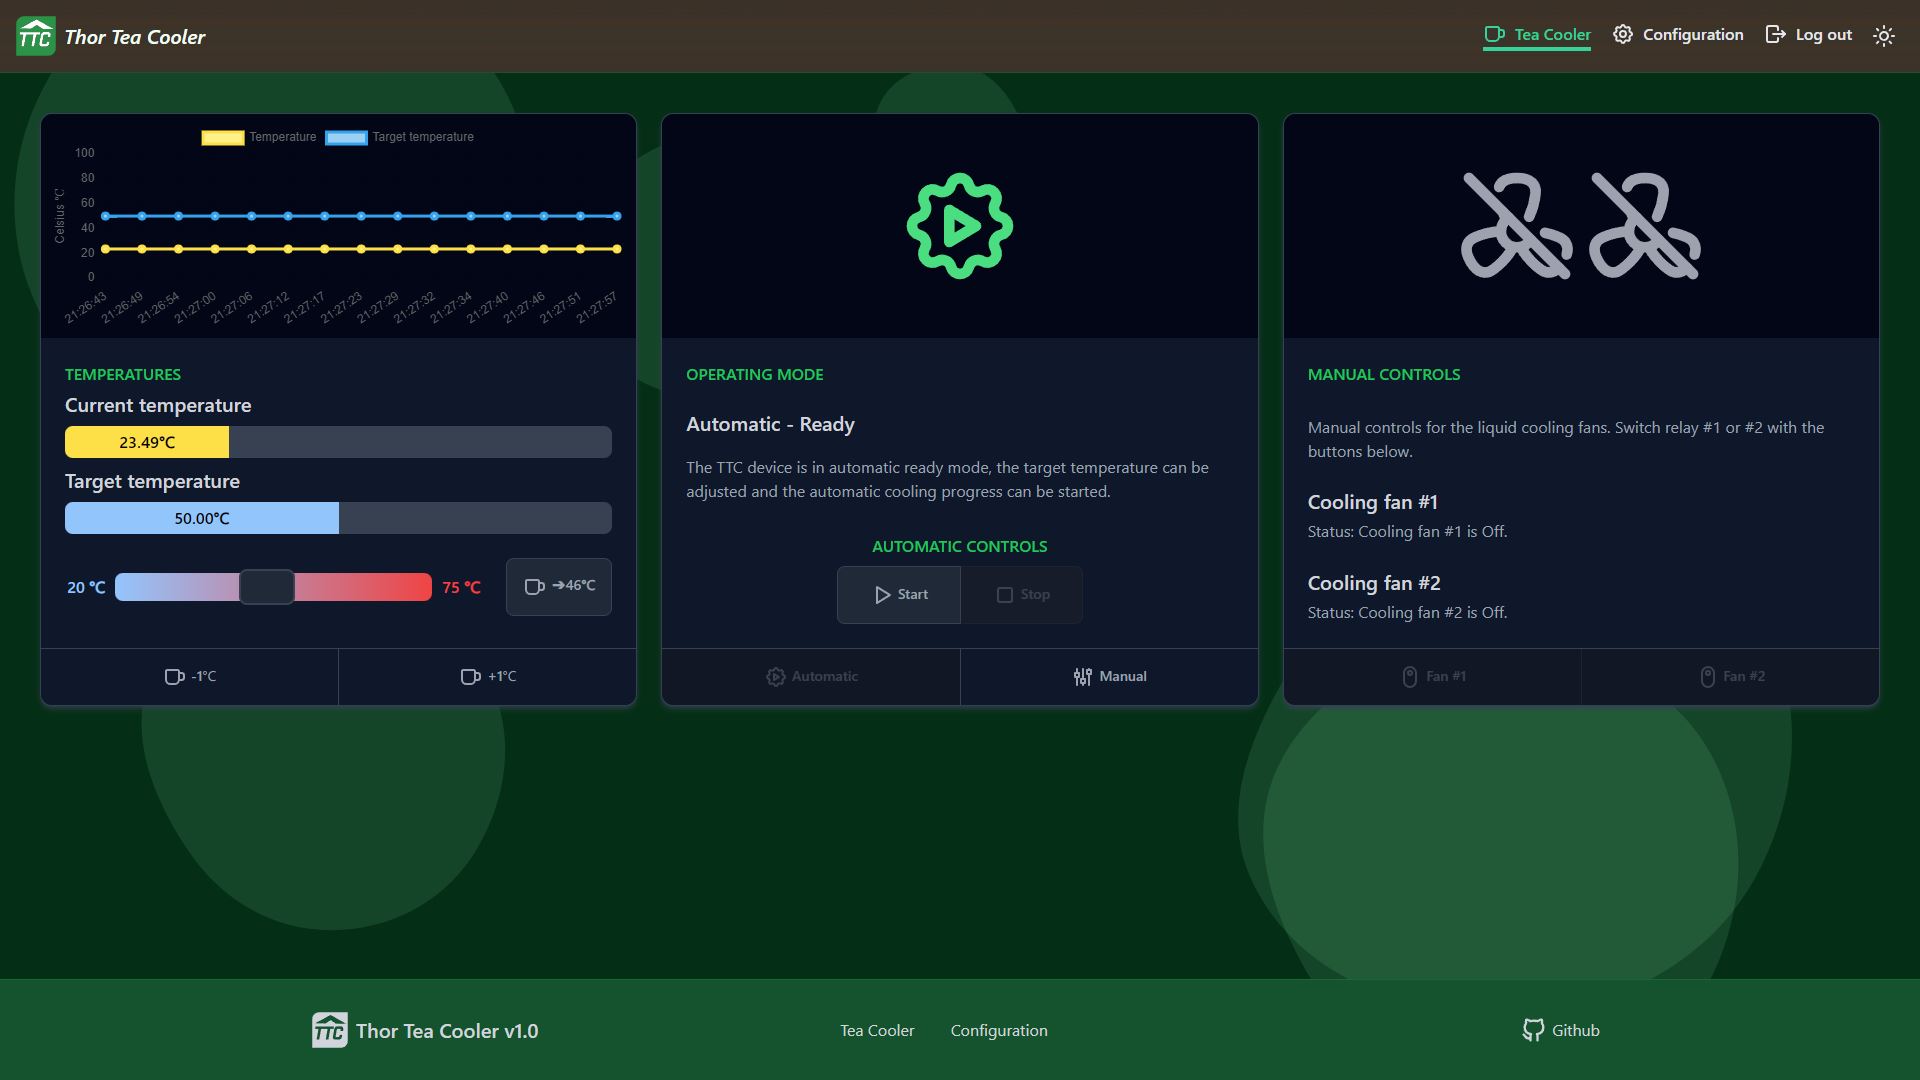 TTC Thor Tea Cooler
Tea Cooler Configuration Log out
Temperature Target temperature
100
80
60
40
20
0
Celsius °C
21:26:43 21:26:49 21:26:54 21:27:00 21:27:06 21:27:12 21:27:17 21:27:23 21:27:29 21:27:32 21:27:34 21:27:40 21:27:46 21:27:51 21:27:57
TEMPERATURES
Current temperature
23.49°C
Target temperature
50.00°C
20 °C 75 °C ➔46°C
-1°C +1°C
OPERATING MODE
Automatic - Ready
The TTC device is in automatic ready mode, the target temperature can be
adjusted and the automatic cooling progress can be started.
AUTOMATIC CONTROLS
Start Stop
Automatic Manual
MANUAL CONTROLS
Manual controls for the liquid cooling fans. Switch relay #1 or #2 with the
buttons below.
Cooling fan #1
Status: Cooling fan #1 is Off.
Cooling fan #2
Status: Cooling fan #2 is Off.
Fan #1 Fan #2
TTC Thor Tea Cooler v1.0
Tea Cooler Configuration
Github